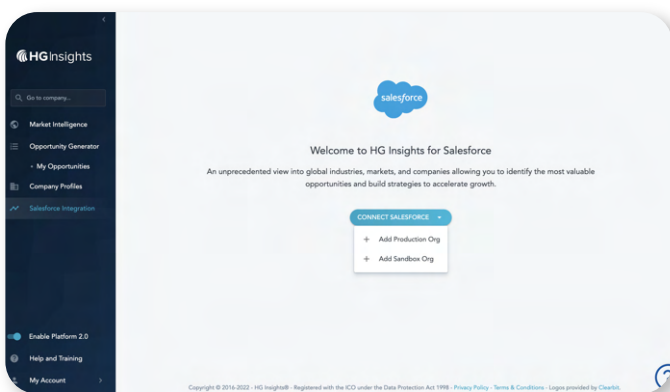 HGInsights
Go to company...
Market Intelligence
Opportunity Generator
My Opportunities
Company Profiles
Salesforce Integration
Enable Platform 2.0
Help and Training
My Account
salesforce
Welcome to HG Insights for Salesforce
An unprecedented view into global industries, markets, and companies allowing you to identify the most valuable
opportunities and build strategies to accelerate growth.
CONNECT SALESFORCE
+ Add Production Org
+ Add Sandbox Org
Copyright © 2016-2022 - HG Insights® - Registered with the ICO under the Data Protection Act 1998 - Privacy Policy - Terms & Conditions - Logos provided by Clearbit.